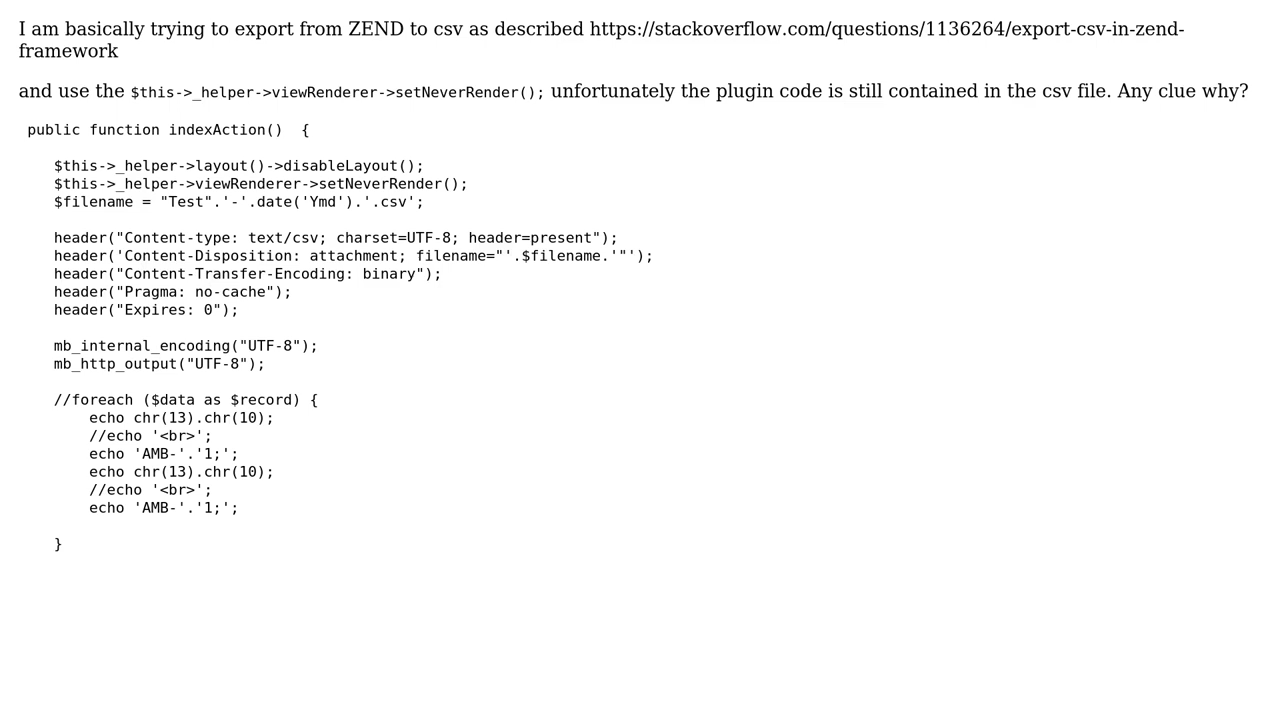 I am basically trying to export from ZEND to csv as described https://stackoverflow.com/questions/1136264/export-csv-in-zend-
framework
and use the $this->_helper->viewRenderer->setNeverRender(); unfortunately the plugin code is still contained in the csv file. Any clue why?
public function indexAction()  {
$this->_helper->layout()->disableLayout();
$this->_helper->viewRenderer->setNeverRender();
$filename = "Test".'-'.date('Ymd').'.csv';
header("Content-type: text/csv; charset=UTF-8; header=present");
header('Content-Disposition: attachment; filename="'.$filename.'"');
header("Content-Transfer-Encoding: binary");
header("Pragma: no-cache");
header("Expires: 0");
mb_internal_encoding("UTF-8");
mb_http_output("UTF-8");
//foreach ($data as $record) {
echo chr(13).chr(10);
//echo '<br>';
echo 'AMB-'.'1;';
echo chr(13).chr(10);
//echo '<br>';
echo 'AMB-'.'1;';
}